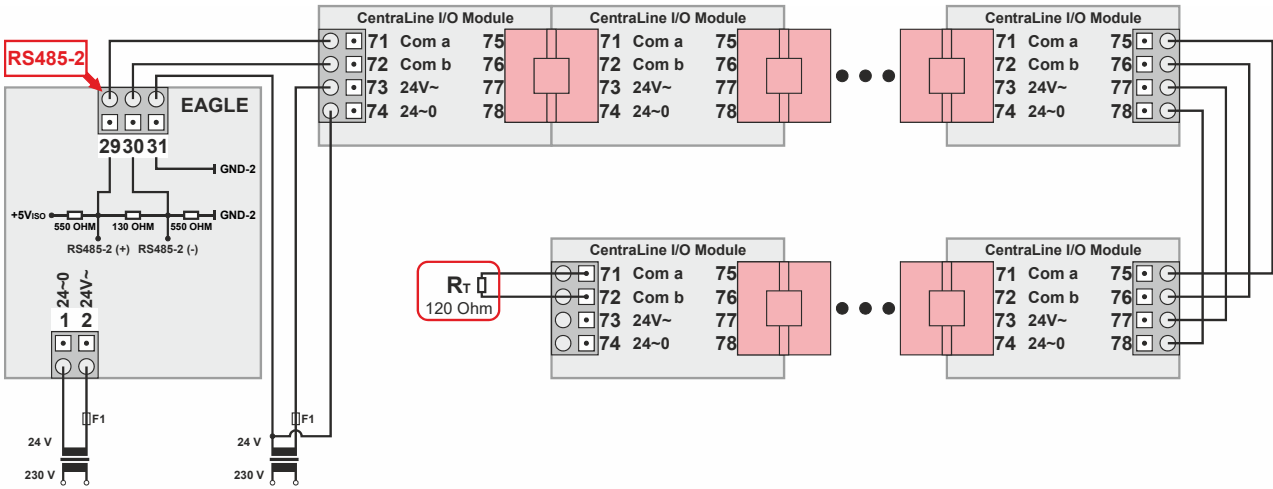 CentraLine I/O Module CentraLine I/O Module CentraLine I/O Module
RS485-2
71 Com a 75 71 Com a 75 71 Com a 75
72 Com b 76 72 Com b 76 72 Com b 76
73 24V~ 77 73 24V~ 77 73 24V~ 77
74 24~0 78 74 24~0 78 74 24~0 78
EAGLE
29 30 31
GND-2
+5VISO GND-2
550 OHM 130 OHM 550 OHM
RS485-2 (+) RS485-2 (-)
24~0 24V~
1 2
F1
24 V
230 V
F1
24 V
230 V
CentraLine I/O Module CentraLine I/O Module
RT
120 Ohm
71 Com a 75 71 Com a 75
72 Com b 76 72 Com b 76
73 24V~ 77 73 24V~ 77
74 24~0 78 74 24~0 78